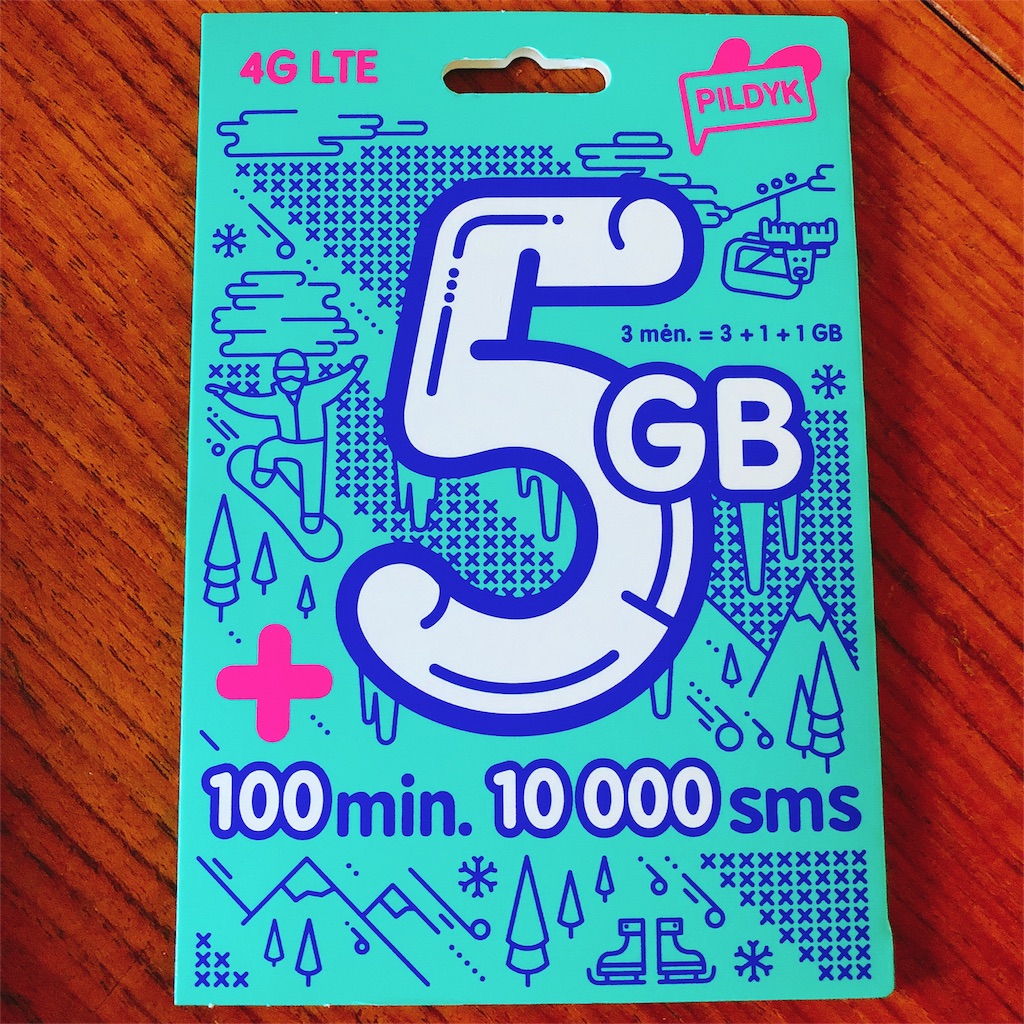 4G LTE
PILDYK
3 mėn. = 3 + 1 + 1 GB
5 GB
+
100 min. 10 000 sms